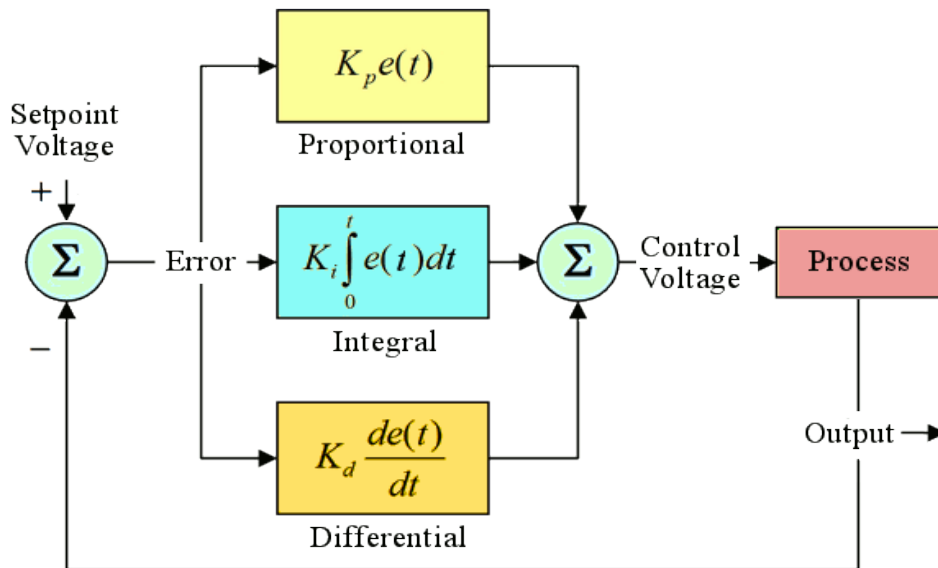 K_p e(t)
Proportional
Setpoint
Voltage
+
Σ
−
Error
K_i ∫_0^t e(t)dt
Integral
Σ
Control
Voltage
Process
K_d de(t)/dt
Differential
Output